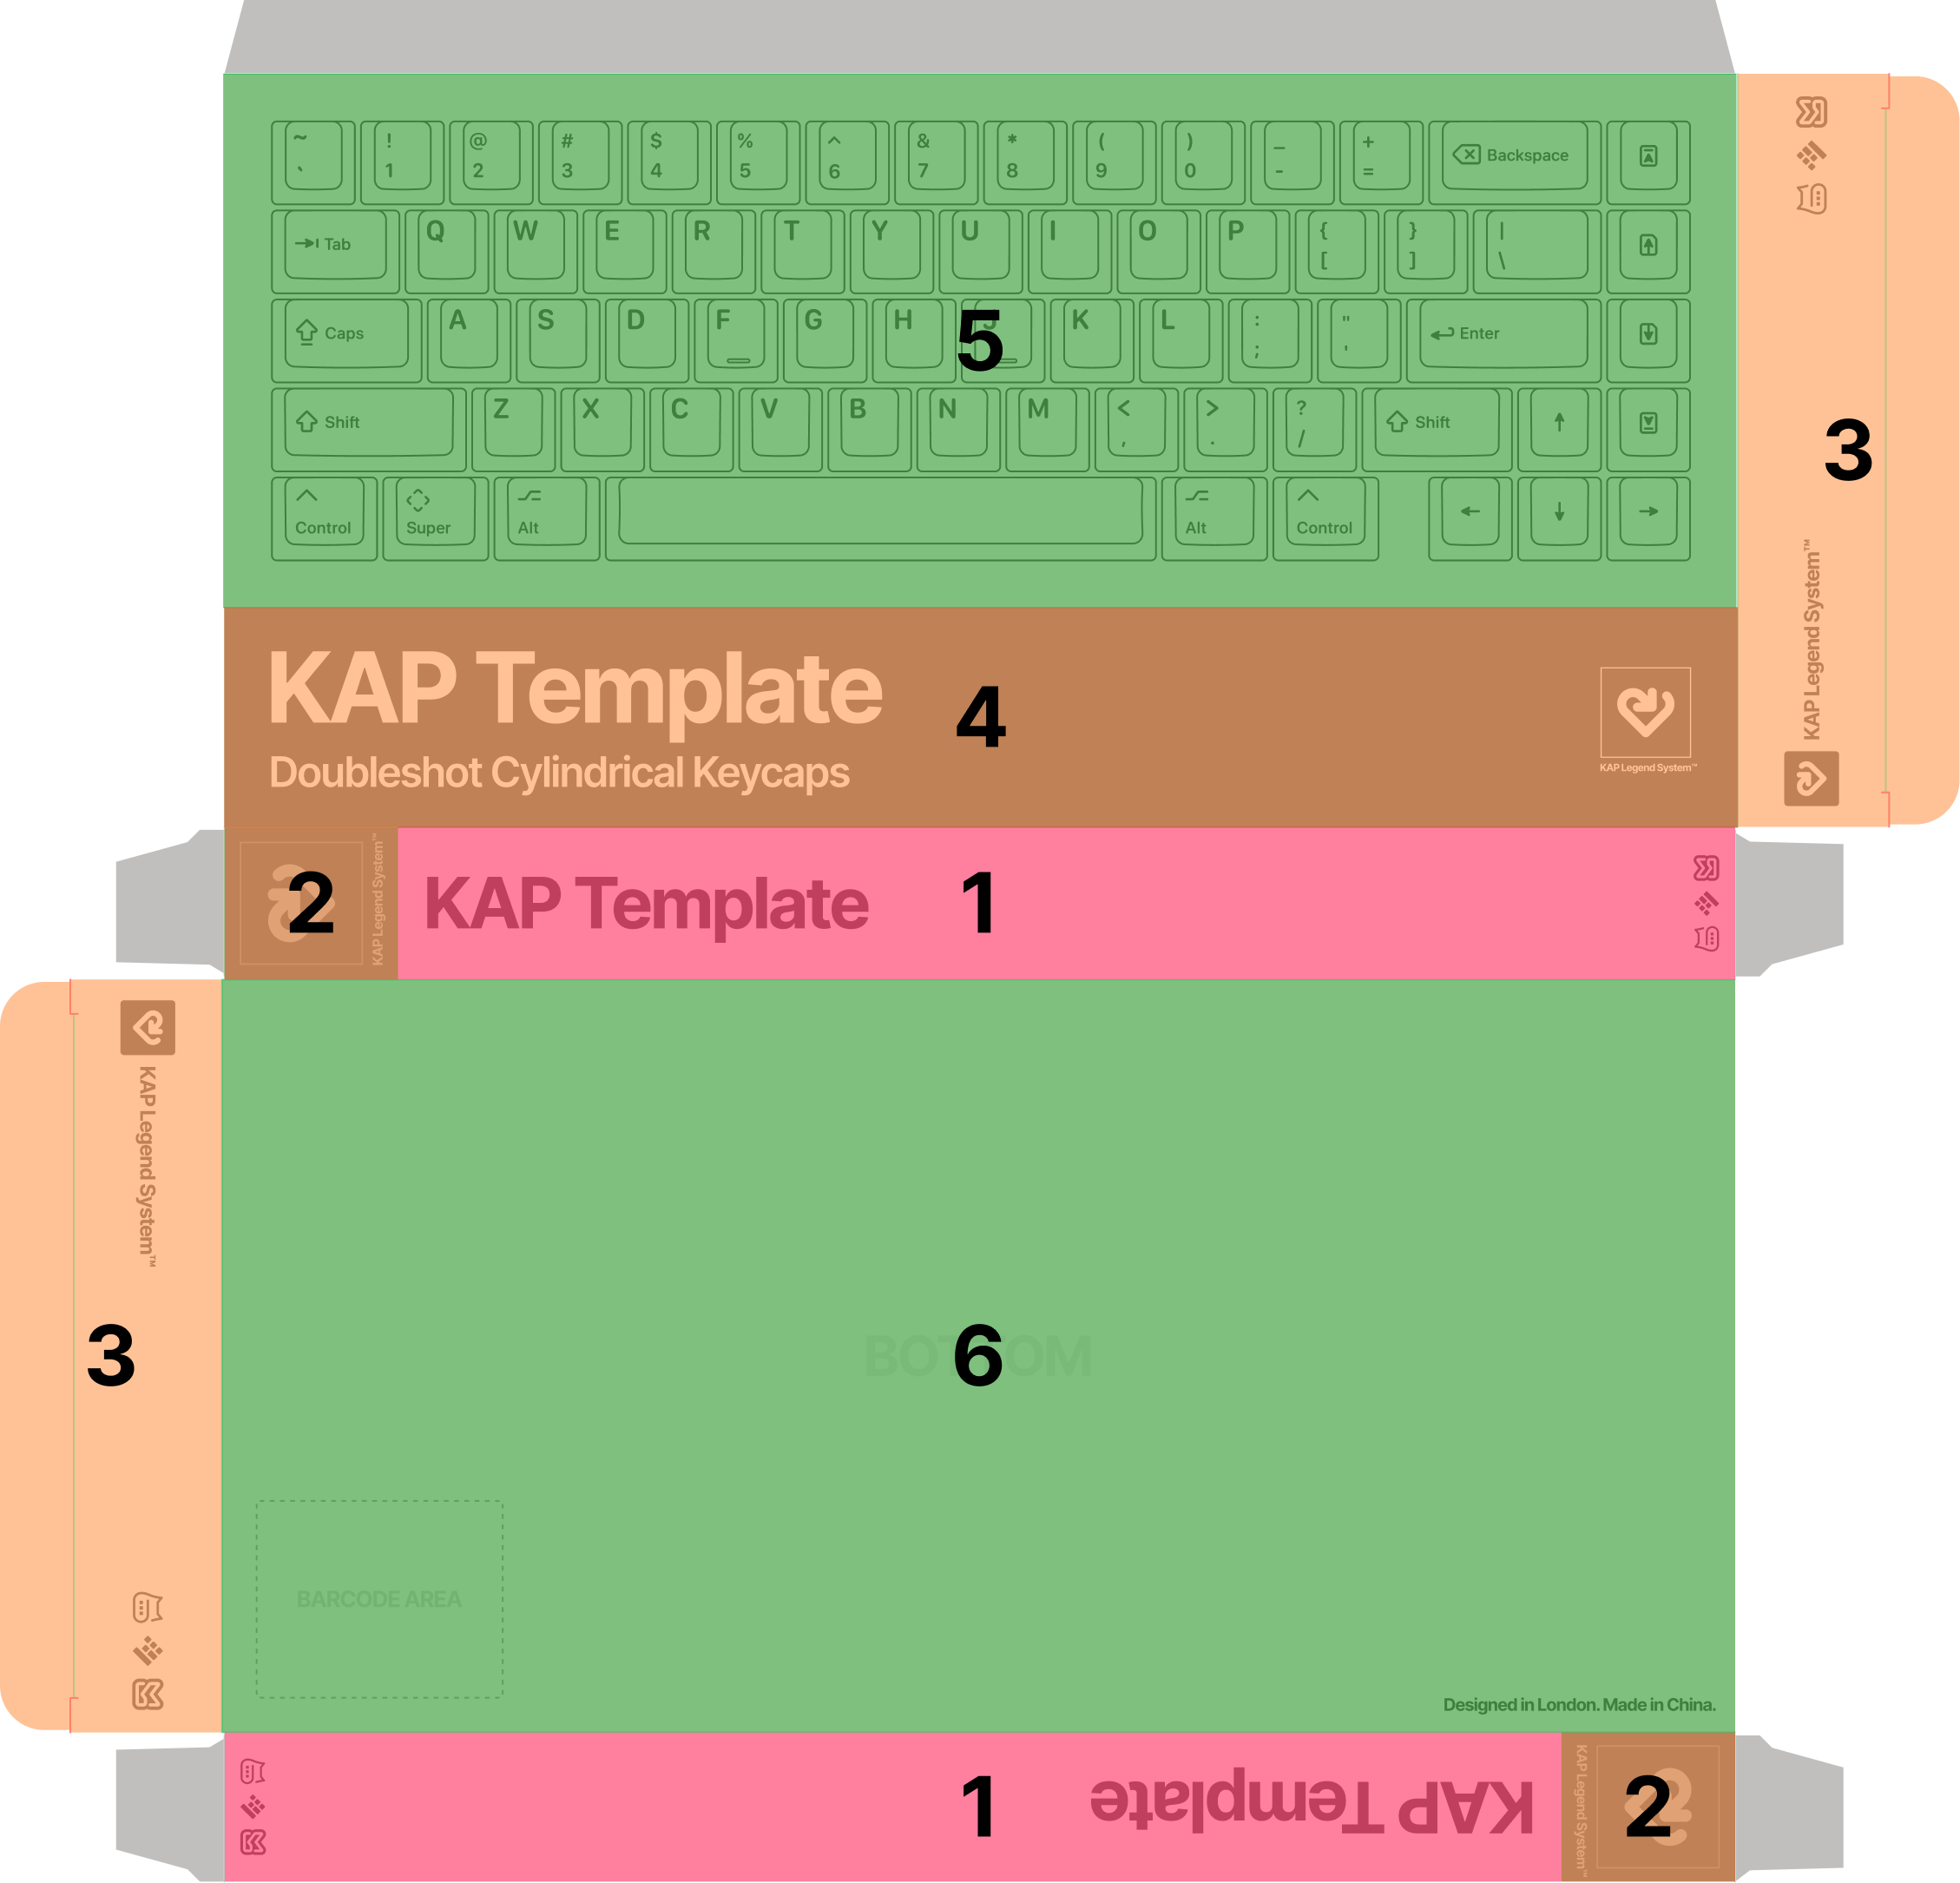 ~ ! @ # $ % ^ & * ( ) _ + Backspace
` 1 2 3 4 5 6 7 8 9 0 - =
Tab Q W E R T Y U I O P { } |
[ ] \
Caps A S D F G H J K L : " Enter
; '
5
Shift Z X C V B N M < > ? Shift
, . /
Control Super Alt Alt Control
3
KAP Legend System™
KAP Template
Doubleshot Cylindrical Keycaps
4
KAP Legend System™
2
KAP Legend System™
KAP Template
1
KAP Legend System™
3
BOTTOM
6
BARCODE AREA
Designed in London. Made in China.
1
KAP Template
KAP Legend System™
2